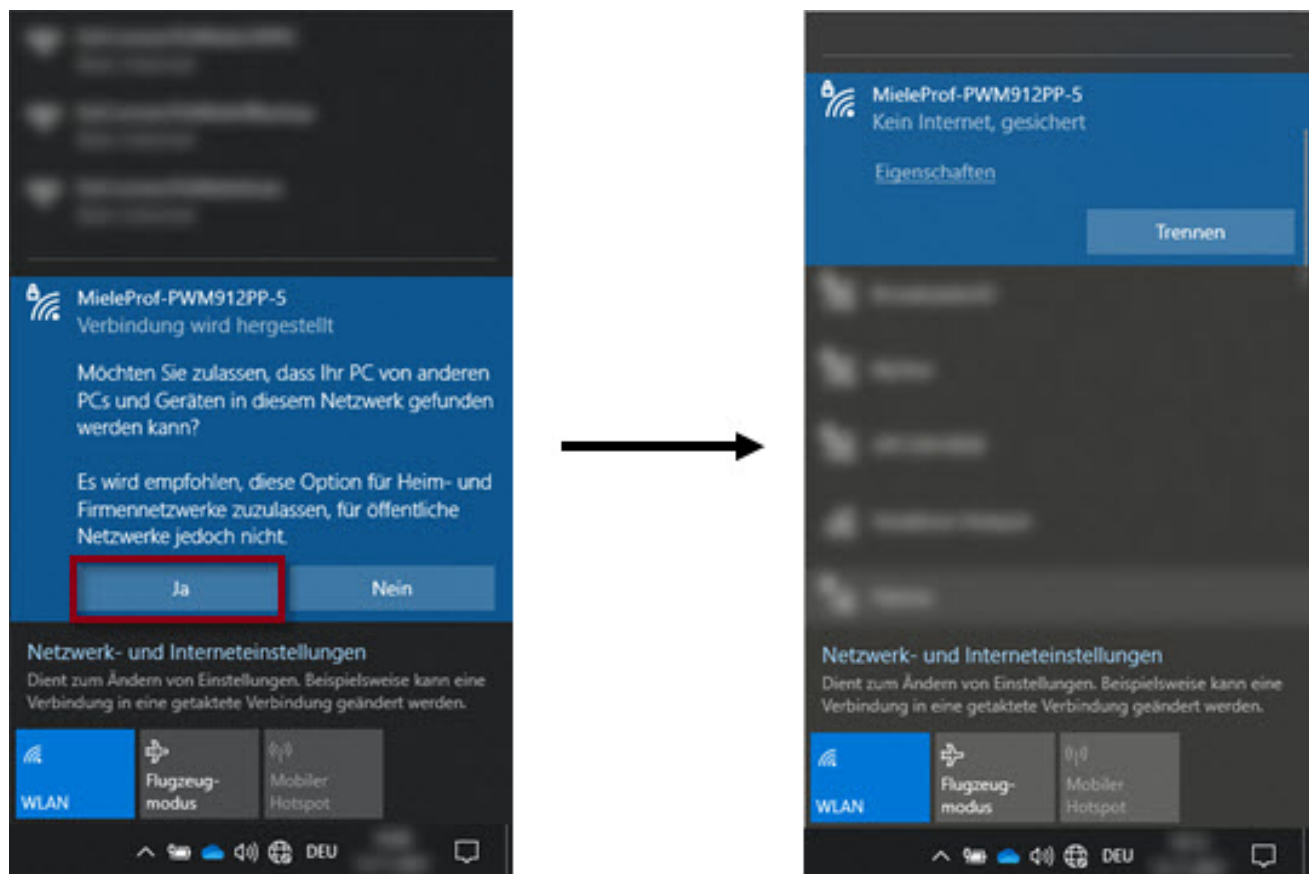 MieleProf-PWM912PP-5
Verbindung wird hergestellt
Möchten Sie zulassen, dass Ihr PC von anderen
PCs und Geräten in diesem Netzwerk gefunden
werden kann?
Es wird empfohlen, diese Option für Heim- und
Firmennetzwerke zuzulassen, für öffentliche
Netzwerke jedoch nicht.
Ja
Nein
Netzwerk- und Interneteinstellungen
Dient zum Ändern von Einstellungen. Beispielsweise kann eine
Verbindung in eine getaktete Verbindung geändert werden.
WLAN
Flugzeug-
modus
Mobiler
Hotspot
DEU
MieleProf-PWM912PP-5
Kein Internet, gesichert
Eigenschaften
Trennen
Netzwerk- und Interneteinstellungen
Dient zum Ändern von Einstellungen. Beispielsweise kann eine
Verbindung in eine getaktete Verbindung geändert werden.
WLAN
Flugzeug-
modus
Mobiler
Hotspot
DEU